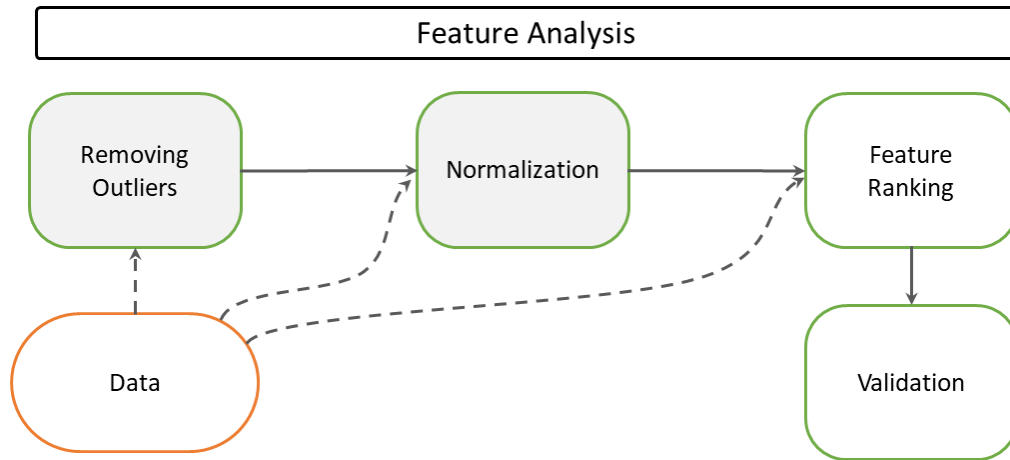 Feature Analysis
Removing
Outliers
Normalization
Feature
Ranking
Data
Validation